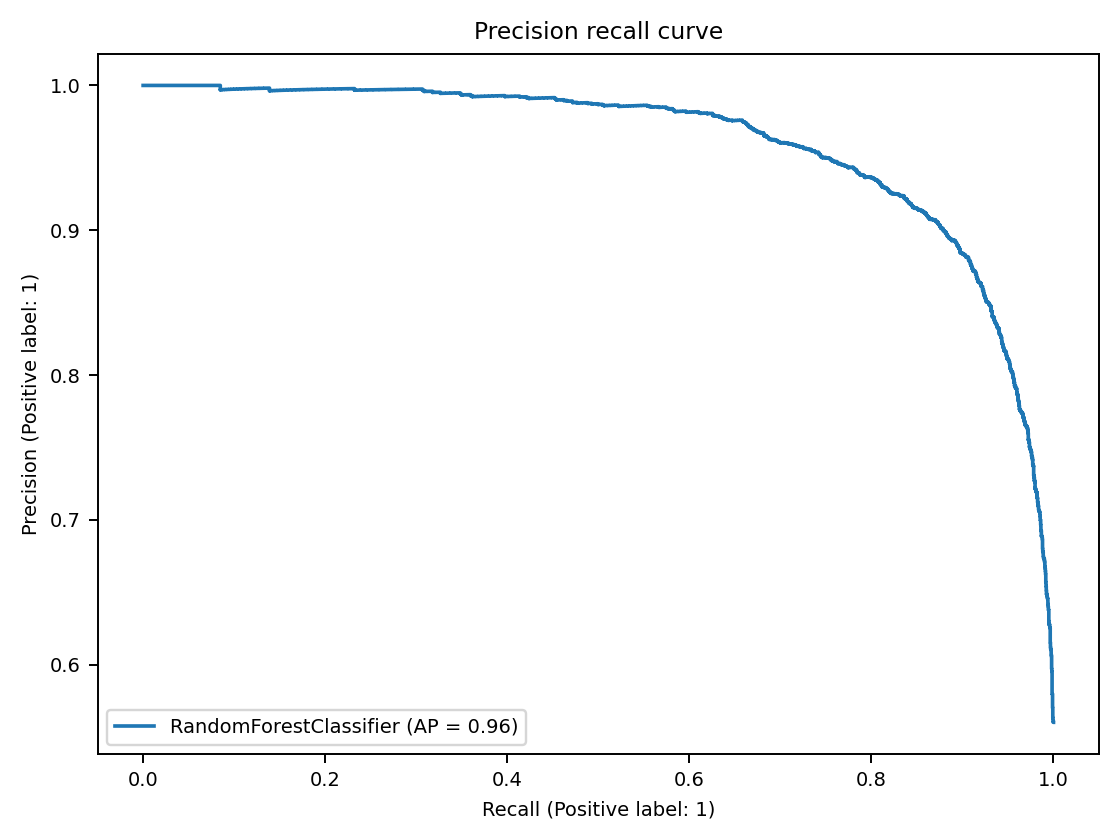 Precision recall curve
1.0
0.9
0.8
0.7
0.6
Precision (Positive label: 1)
RandomForestClassifier (AP = 0.96)
0.0 0.2 0.4 0.6 0.8 1.0
Recall (Positive label: 1)